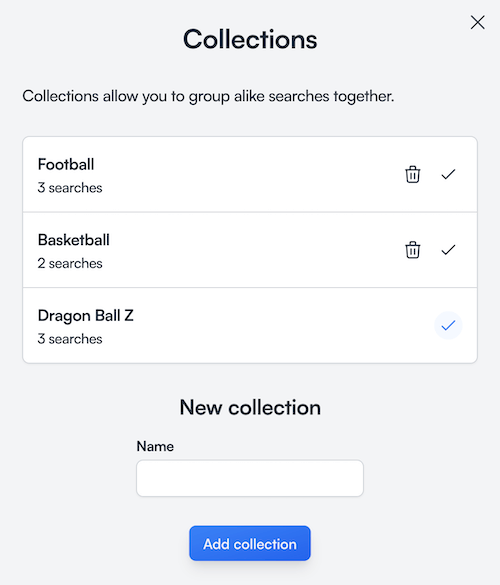 Collections
Collections allow you to group alike searches together.
Football
3 searches
Basketball
2 searches
Dragon Ball Z
3 searches
New collection
Name
Add collection